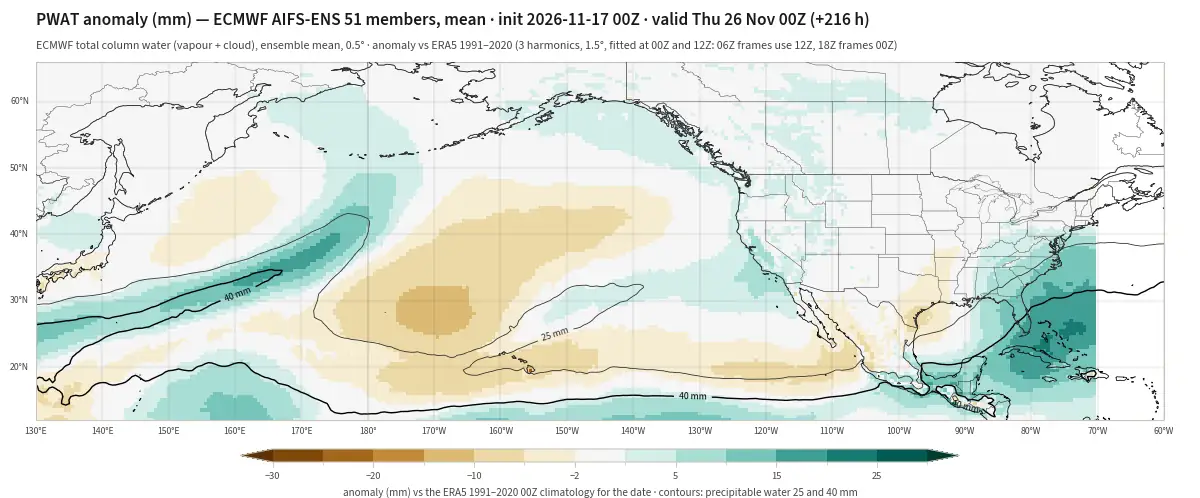 PWAT anomaly (mm) — ECMWF AIFS-ENS 51 members, mean · init 2026-11-17 00Z · valid Thu 26 Nov 00Z (+216 h)
ECMWF total column water (vapour + cloud), ensemble mean, 0.5° · anomaly vs ERA5 1991–2020 (3 harmonics, 1.5°, fitted at 00Z and 12Z: 06Z frames use 12Z, 18Z frames 00Z)
60°N
50°N
40°N
30°N
20°N
40 mm
25 mm
40 mm
130°E 140°E 150°E 160°E 170°E 180° 170°W 160°W 150°W 140°W 130°W 120°W 110°W 100°W 90°W 80°W 70°W 60°W
−30 −20 −10 −2 5 15 25
anomaly (mm) vs the ERA5 1991–2020 00Z climatology for the date · contours: precipitable water 25 and 40 mm